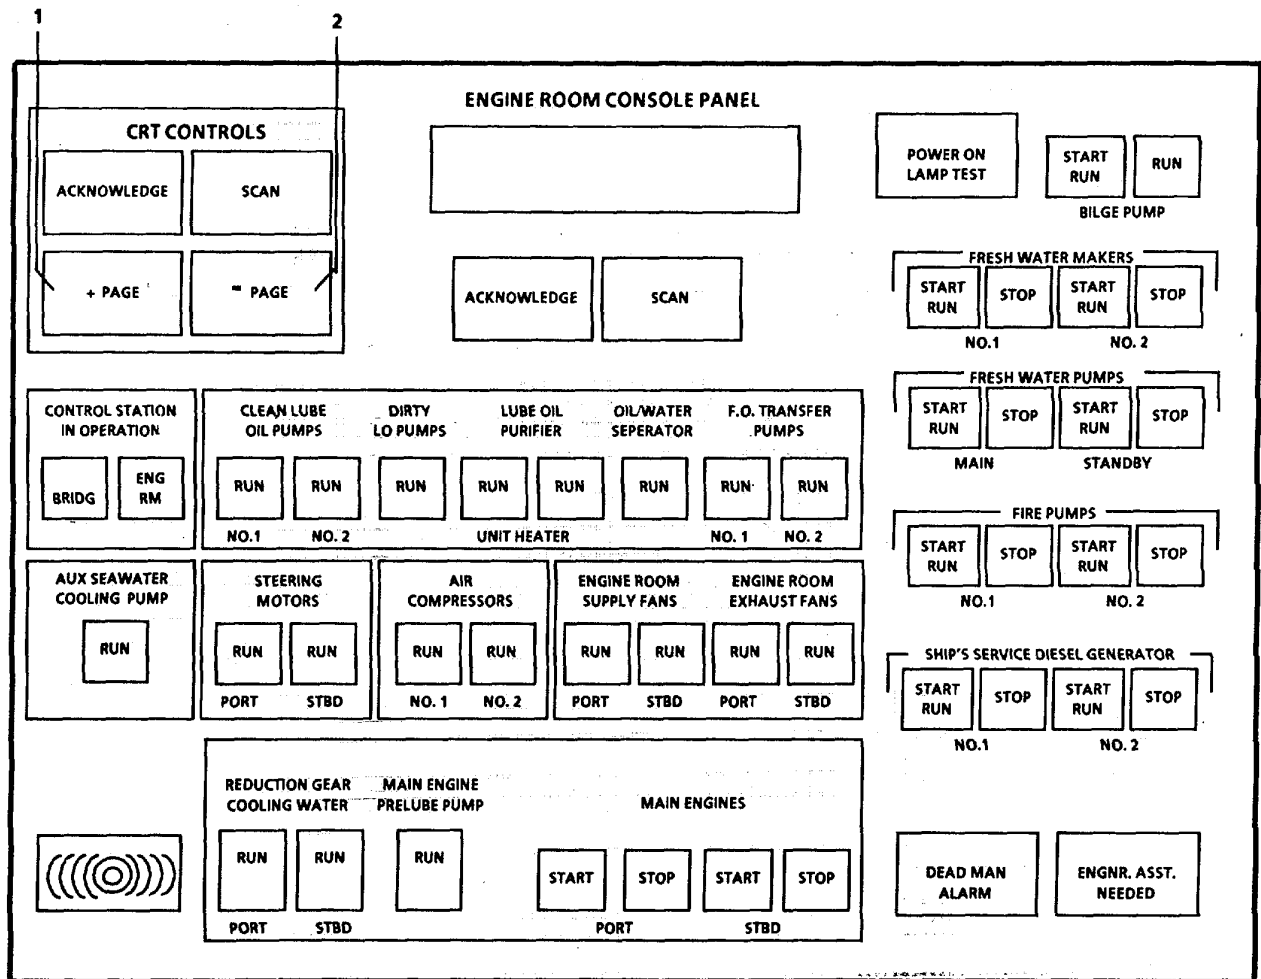 1
2
ENGINE ROOM CONSOLE PANEL
CRT CONTROLS
ACKNOWLEDGE
SCAN
+ PAGE
- PAGE
ACKNOWLEDGE
SCAN
POWER ON
LAMP TEST
START
RUN
RUN
BILGE PUMP
FRESH WATER MAKERS
START
RUN
STOP
START
RUN
STOP
NO.1
NO. 2
FRESH WATER PUMPS
START
RUN
STOP
START
RUN
STOP
MAIN
STANDBY
FIRE PUMPS
START
RUN
STOP
START
RUN
STOP
NO.1
NO. 2
SHIP'S SERVICE DIESEL GENERATOR
START
RUN
STOP
START
RUN
STOP
NO.1
NO. 2
CONTROL STATION
IN OPERATION
BRIDG
ENG
RM
CLEAN LUBE
OIL PUMPS
DIRTY
LO PUMPS
LUBE OIL
PURIFIER
OIL/WATER
SEPERATOR
F.O. TRANSFER
PUMPS
RUN
RUN
RUN
RUN
RUN
RUN
RUN
RUN
NO.1
NO. 2
UNIT HEATER
NO. 1
NO. 2
AUX SEAWATER
COOLING PUMP
RUN
STEERING
MOTORS
RUN
RUN
PORT
STBD
AIR
COMPRESSORS
RUN
RUN
NO. 1
NO. 2
ENGINE ROOM
SUPPLY FANS
ENGINE ROOM
EXHAUST FANS
RUN
RUN
RUN
RUN
PORT
STBD
PORT
STBD
REDUCTION GEAR
COOLING WATER
MAIN ENGINE
PRELUBE PUMP
MAIN ENGINES
RUN
RUN
RUN
START
STOP
START
STOP
PORT
STBD
PORT
STBD
DEAD MAN
ALARM
ENGNR. ASST.
NEEDED